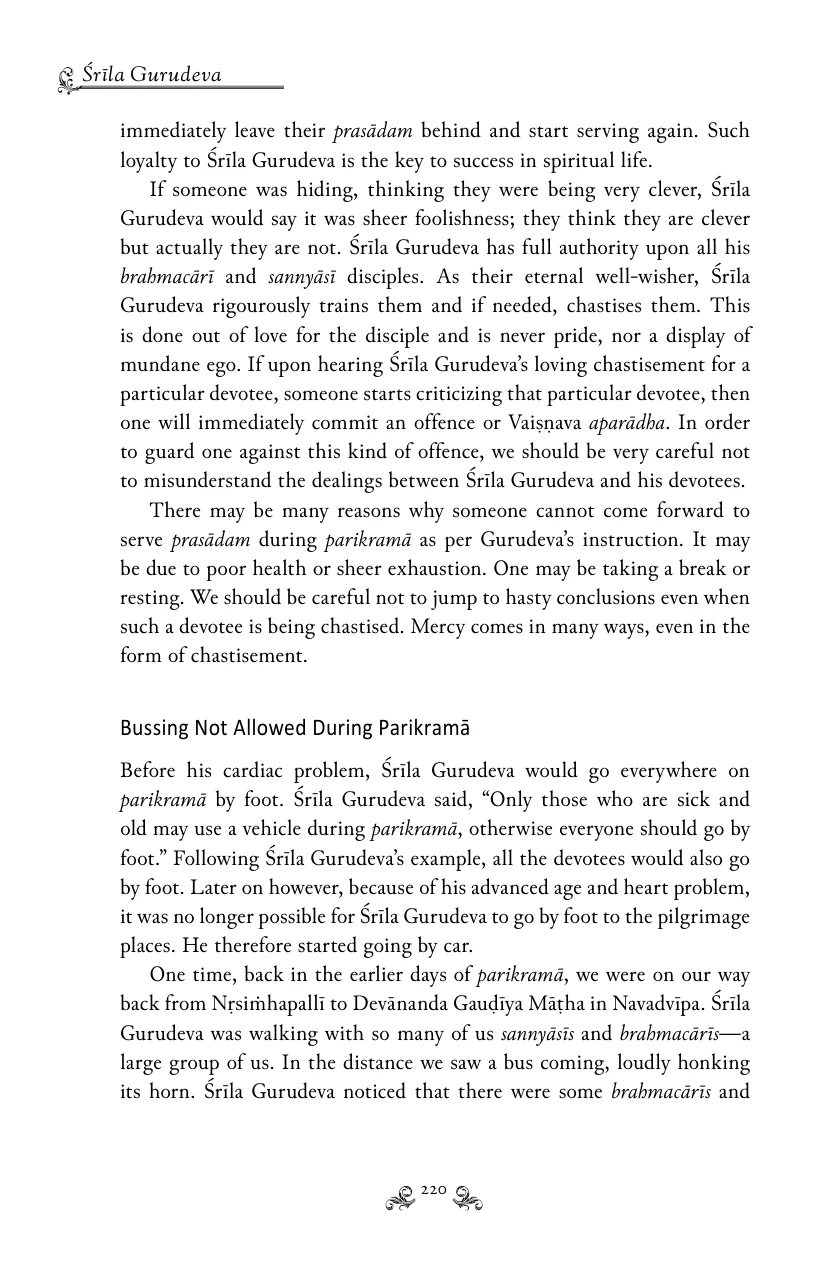 Śrīla Gurudeva
immediately leave their prasādam behind and start serving again. Such
loyalty to Śrīla Gurudeva is the key to success in spiritual life.
If someone was hiding, thinking they were being very clever, Śrīla
Gurudeva would say it was sheer foolishness; they think they are clever
but actually they are not. Śrīla Gurudeva has full authority upon all his
brahmacārī and sannyāsī disciples. As their eternal well-wisher, Śrīla
Gurudeva rigourously trains them and if needed, chastises them. This
is done out of love for the disciple and is never pride, nor a display of
mundane ego. If upon hearing Śrīla Gurudeva’s loving chastisement for a
particular devotee, someone starts criticizing that particular devotee, then
one will immediately commit an offence or Vaiṣṇava aparādha. In order
to guard one against this kind of offence, we should be very careful not
to misunderstand the dealings between Śrīla Gurudeva and his devotees.
There may be many reasons why someone cannot come forward to
serve prasādam during parikramā as per Gurudeva’s instruction. It may
be due to poor health or sheer exhaustion. One may be taking a break or
resting. We should be careful not to jump to hasty conclusions even when
such a devotee is being chastised. Mercy comes in many ways, even in the
form of chastisement.
Bussing Not Allowed During Parikramā
Before his cardiac problem, Śrīla Gurudeva would go everywhere on
parikramā by foot. Śrīla Gurudeva said, “Only those who are sick and
old may use a vehicle during parikramā, otherwise everyone should go by
foot.” Following Śrīla Gurudeva’s example, all the devotees would also go
by foot. Later on however, because of his advanced age and heart problem,
it was no longer possible for Śrīla Gurudeva to go by foot to the pilgrimage
places. He therefore started going by car.
One time, back in the earlier days of parikramā, we were on our way
back from Nṛsiṁhapallī to Devānanda Gauḍīya Māṭha in Navadvīpa. Śrīla
Gurudeva was walking with so many of us sannyāsīs and brahmacārīs—a
large group of us. In the distance we saw a bus coming, loudly honking
its horn. Śrīla Gurudeva noticed that there were some brahmacārīs and
220